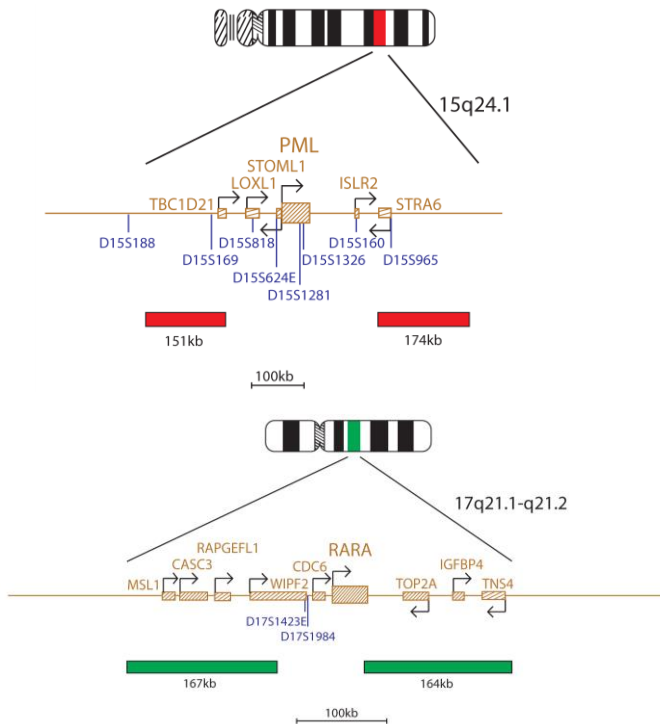 15q24.1
PML
STOML1
LOXL1
ISLR2
TBC1D21
STRA6
D15S188
D15S818
D15S160
D15S169
D15S1326
D15S965
D15S624E
D15S1281
151kb
174kb
100kb
17q21.1-q21.2
RARA
RAPGEFL1
CDC6
IGFBP4
CASC3
MSL1
WIPF2
TOP2A
TNS4
D17S1423E
D17S1984
167kb
164kb
100kb